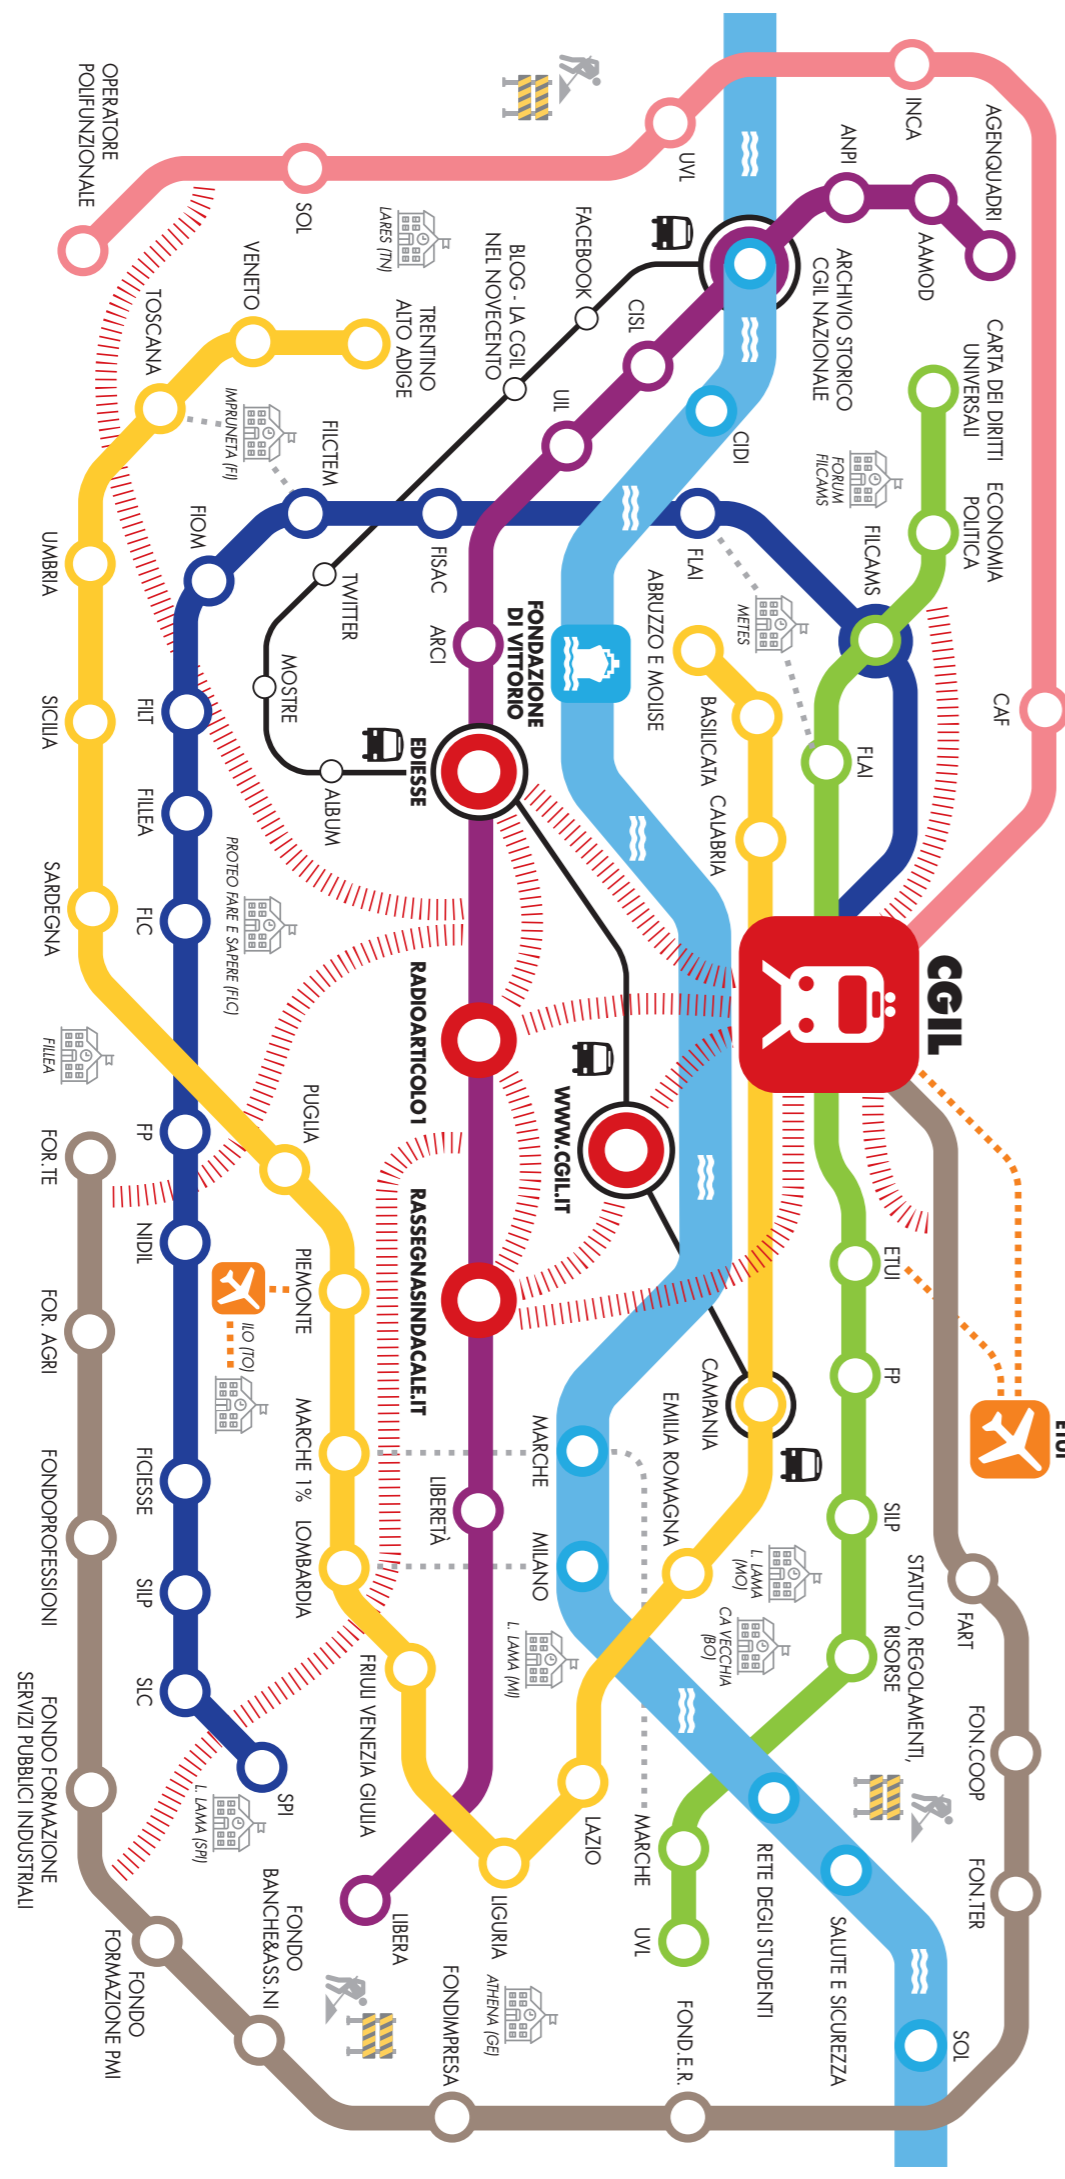 OPERATORE
POLIFUNZIONALE
SOL
UVL
INCA
CAF
AGENQUADRI
AAMOD
ANPI
ARCHIVIO STORICO
CGIL NAZIONALE
CISL
UIL
ARCI
FACEBOOK
BLOG - LA CGIL
NEL NOVECENTO
TWITTER
MOSTRE
ALBUM
LARES (TN)
VENETO
TRENTINO
ALTO ADIGE
TOSCANA
IMPRUNETA (FI)
UMBRIA
SICILIA
SARDEGNA
FILLEA
PUGLIA
PIEMONTE
MARCHE 1%
LOMBARDIA
FRIULI VENEZIA GIULIA
LIGURIA
LAZIO
EMILIA ROMAGNA
CAMPANIA
CALABRIA
BASILICATA
ABRUZZO E MOLISE
CARTA DEI DIRITTI
UNIVERSALI
ECONOMIA
POLITICA
FORUM
FILCAMS
FILCAMS
FLAI
METES
FLAI
CIDI
FISAC
FILCTEM
FIOM
FILT
FILLEA
FLC
PROTEO FARE E SAPERE (FLC)
FP
NIDIL
FICIESSE
SILP
SLC
SPI
L. LAMA (SPI)
FONDAZIONE
DI VITTORIO
EDIESSE
RADIOARTICOLO1
RASSEGNASINDACALE.IT
WWW.CGIL.IT
CGIL
ETUI
ETUI
FP
SILP
STATUTO, REGOLAMENTI,
RISORSE
MARCHE
UVL
ILO (TO)
MARCHE
MILANO
LIBERETÀ
LIBERA
L. LAMA (MI)
L. LAMA
(MO)
CA VECCHIA
(BO)
RETE DEGLI STUDENTI
SALUTE E SICUREZZA
SOL
FART
FON.COOP
FON.TER
FOND.E.R.
FONDIMPRESA
ATHENA (GE)
FONDO
BANCHE&ASS.NI
FONDO
FORMAZIONE PMI
FONDO FORMAZIONE
SERVIZI PUBBLICI INDUSTRIALI
FONDOPROFESSIONI
FOR. AGRI
FOR.TE